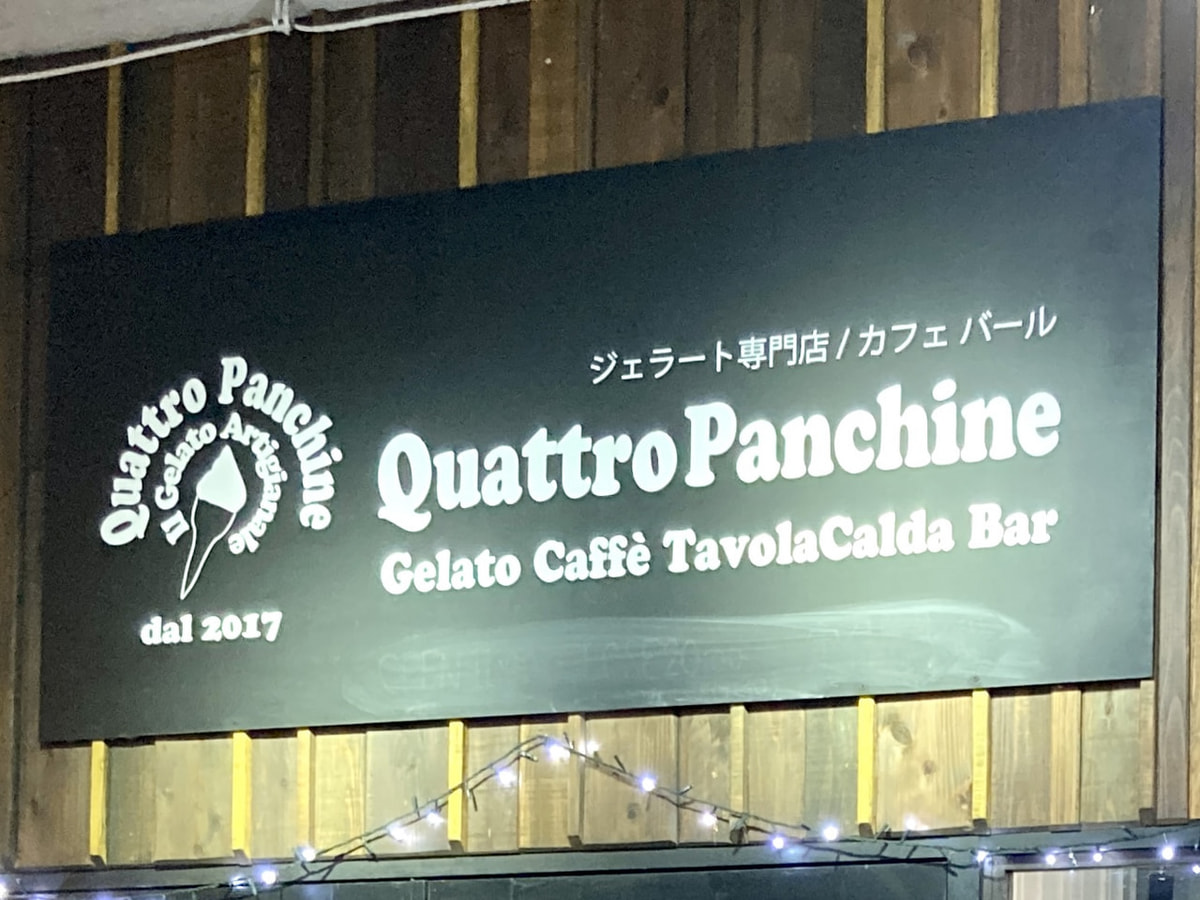 Quattro Panchine
Il Gelato Artigianale
dal 2017
ジェラート専門店 / カフェ バール
Quattro Panchine
Gelato Caffè TavolaCalda Bar